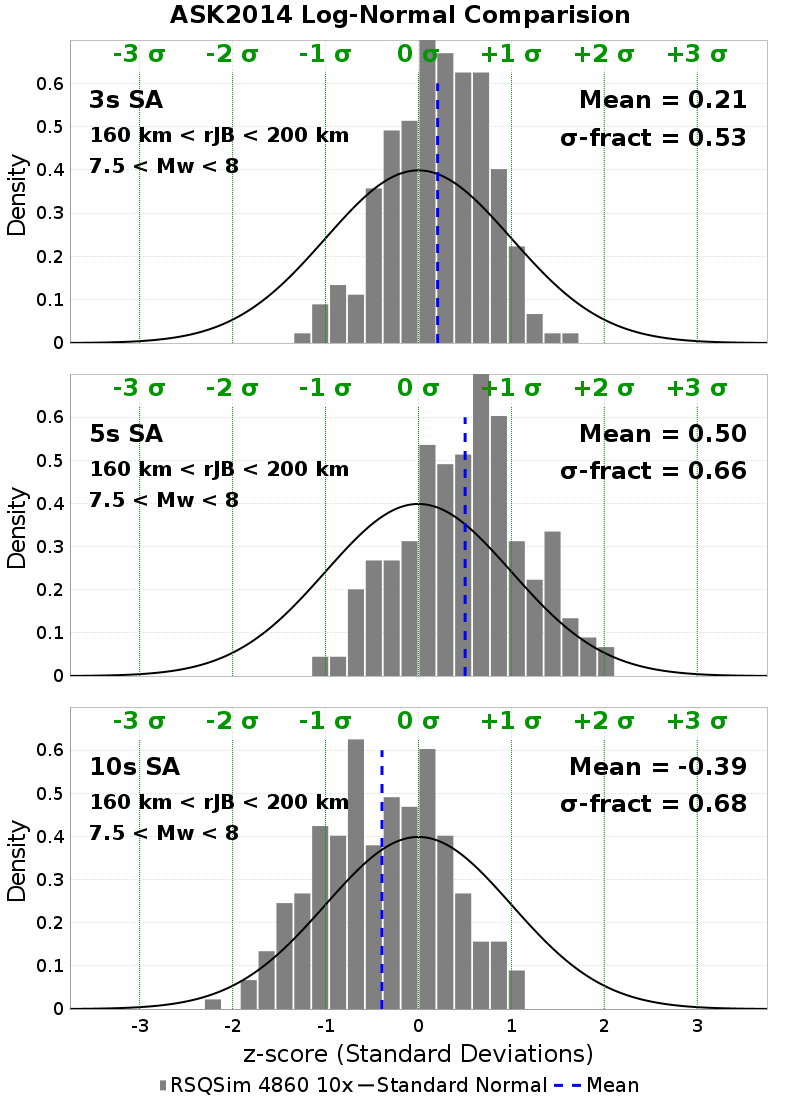 ASK2014 Log-Normal Comparision
-3 σ -2 σ -1 σ 0 σ +1 σ +2 σ +3 σ
3s SA
160 km < rJB < 200 km
7.5 < Mw < 8
Mean = 0.21
σ-fract = 0.53
Density
0.6
0.5
0.4
0.3
0.2
0.1
0
-3 σ -2 σ -1 σ 0 σ +1 σ +2 σ +3 σ
5s SA
160 km < rJB < 200 km
7.5 < Mw < 8
Mean = 0.50
σ-fract = 0.66
Density
0.6
0.5
0.4
0.3
0.2
0.1
0
-3 σ -2 σ -1 σ 0 σ +1 σ +2 σ +3 σ
10s SA
160 km < rJB < 200 km
7.5 < Mw < 8
Mean = -0.39
σ-fract = 0.68
Density
0.6
0.5
0.4
0.3
0.2
0.1
0
-3 -2 -1 0 1 2 3
z-score (Standard Deviations)
RSQSim 4860 10x Standard Normal Mean